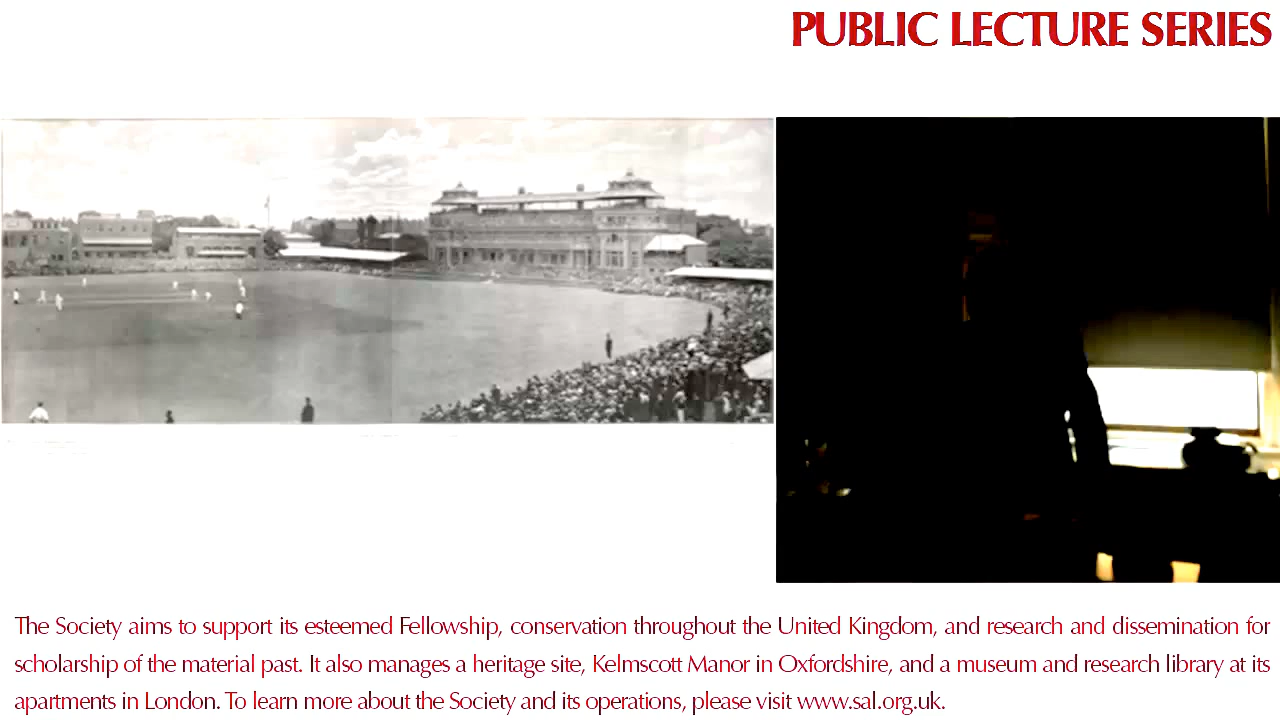 PUBLIC LECTURE SERIES
The Society aims to support its esteemed Fellowship, conservation throughout the United Kingdom, and research and dissemination for
scholarship of the material past. It also manages a heritage site, Kelmscott Manor in Oxfordshire, and a museum and research library at its
apartments in London. To learn more about the Society and its operations, please visit www.sal.org.uk.